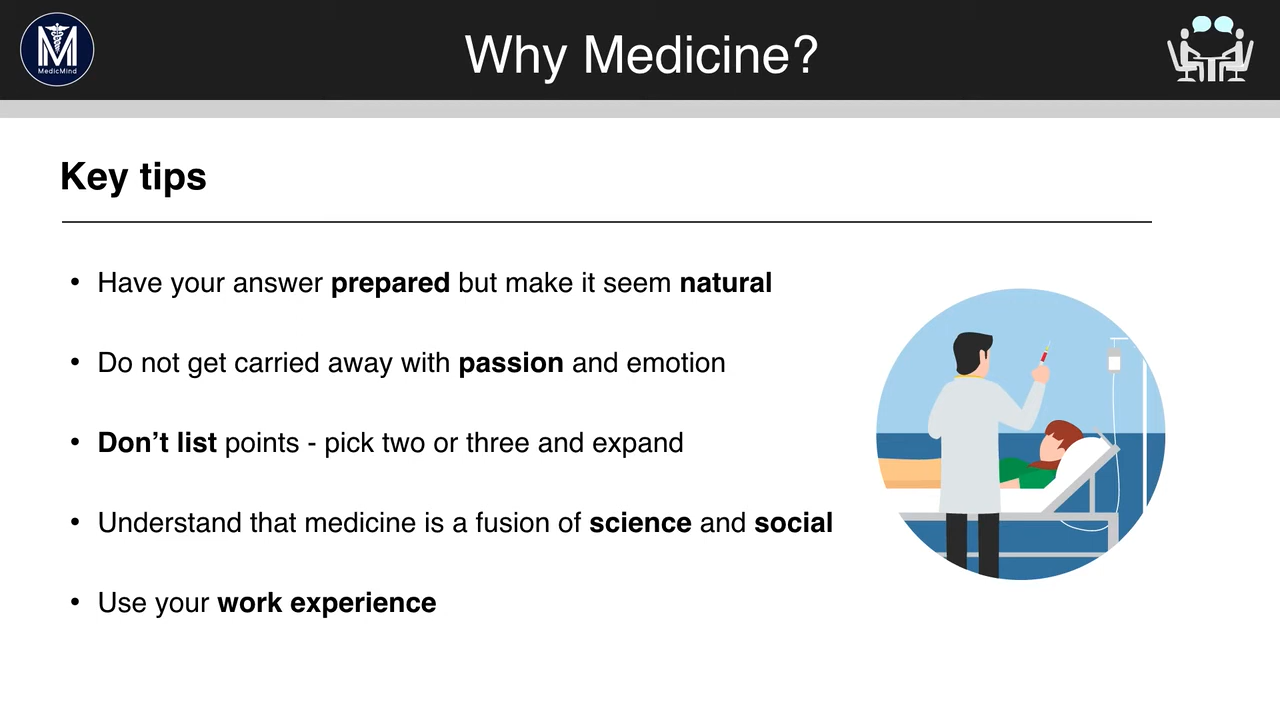 M
MedicMind
Why Medicine?
Key tips
• Have your answer prepared but make it seem natural
• Do not get carried away with passion and emotion
• Don’t list points - pick two or three and expand
• Understand that medicine is a fusion of science and social
• Use your work experience